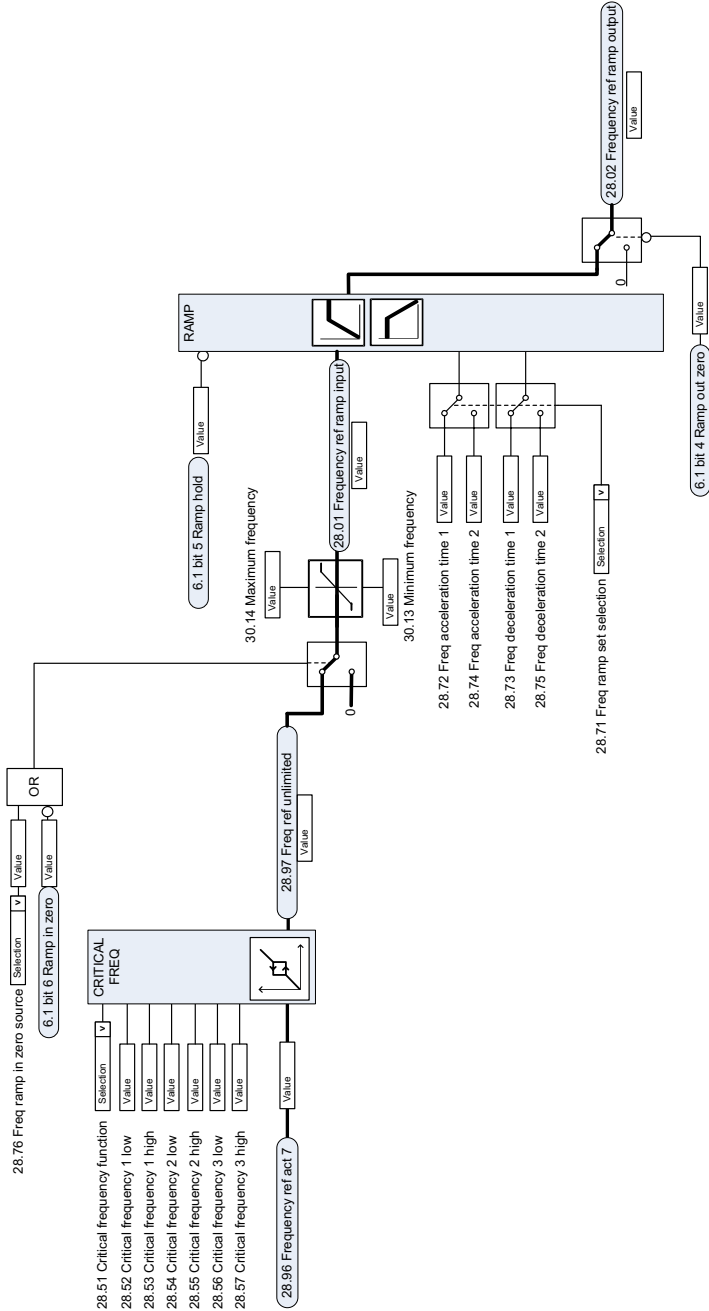 28.76 Freq ramp in zero source
Selection
v
Value
6.1 bit 6 Ramp in zero
Value
OR
28.51 Critical frequency function
Selection
v
28.52 Critical frequency 1 low
Value
28.53 Critical frequency 1 high
Value
28.54 Critical frequency 2 low
Value
28.55 Critical frequency 2 high
Value
28.56 Critical frequency 3 low
Value
28.57 Critical frequency 3 high
Value
CRITICAL
FREQ
28.96 Frequency ref act 7
Value
28.97 Freq ref unlimited
Value
0
30.14 Maximum frequency
Value
30.13 Minimum frequency
Value
28.01 Frequency ref ramp input
Value
6.1 bit 5 Ramp hold
Value
RAMP
28.72 Freq acceleration time 1
Value
28.74 Freq acceleration time 2
Value
28.73 Freq deceleration time 1
Value
28.75 Freq deceleration time 2
Value
28.71 Freq ramp set selection
Selection
v
0
28.02 Frequency ref ramp output
Value
6.1 bit 4 Ramp out zero
Value